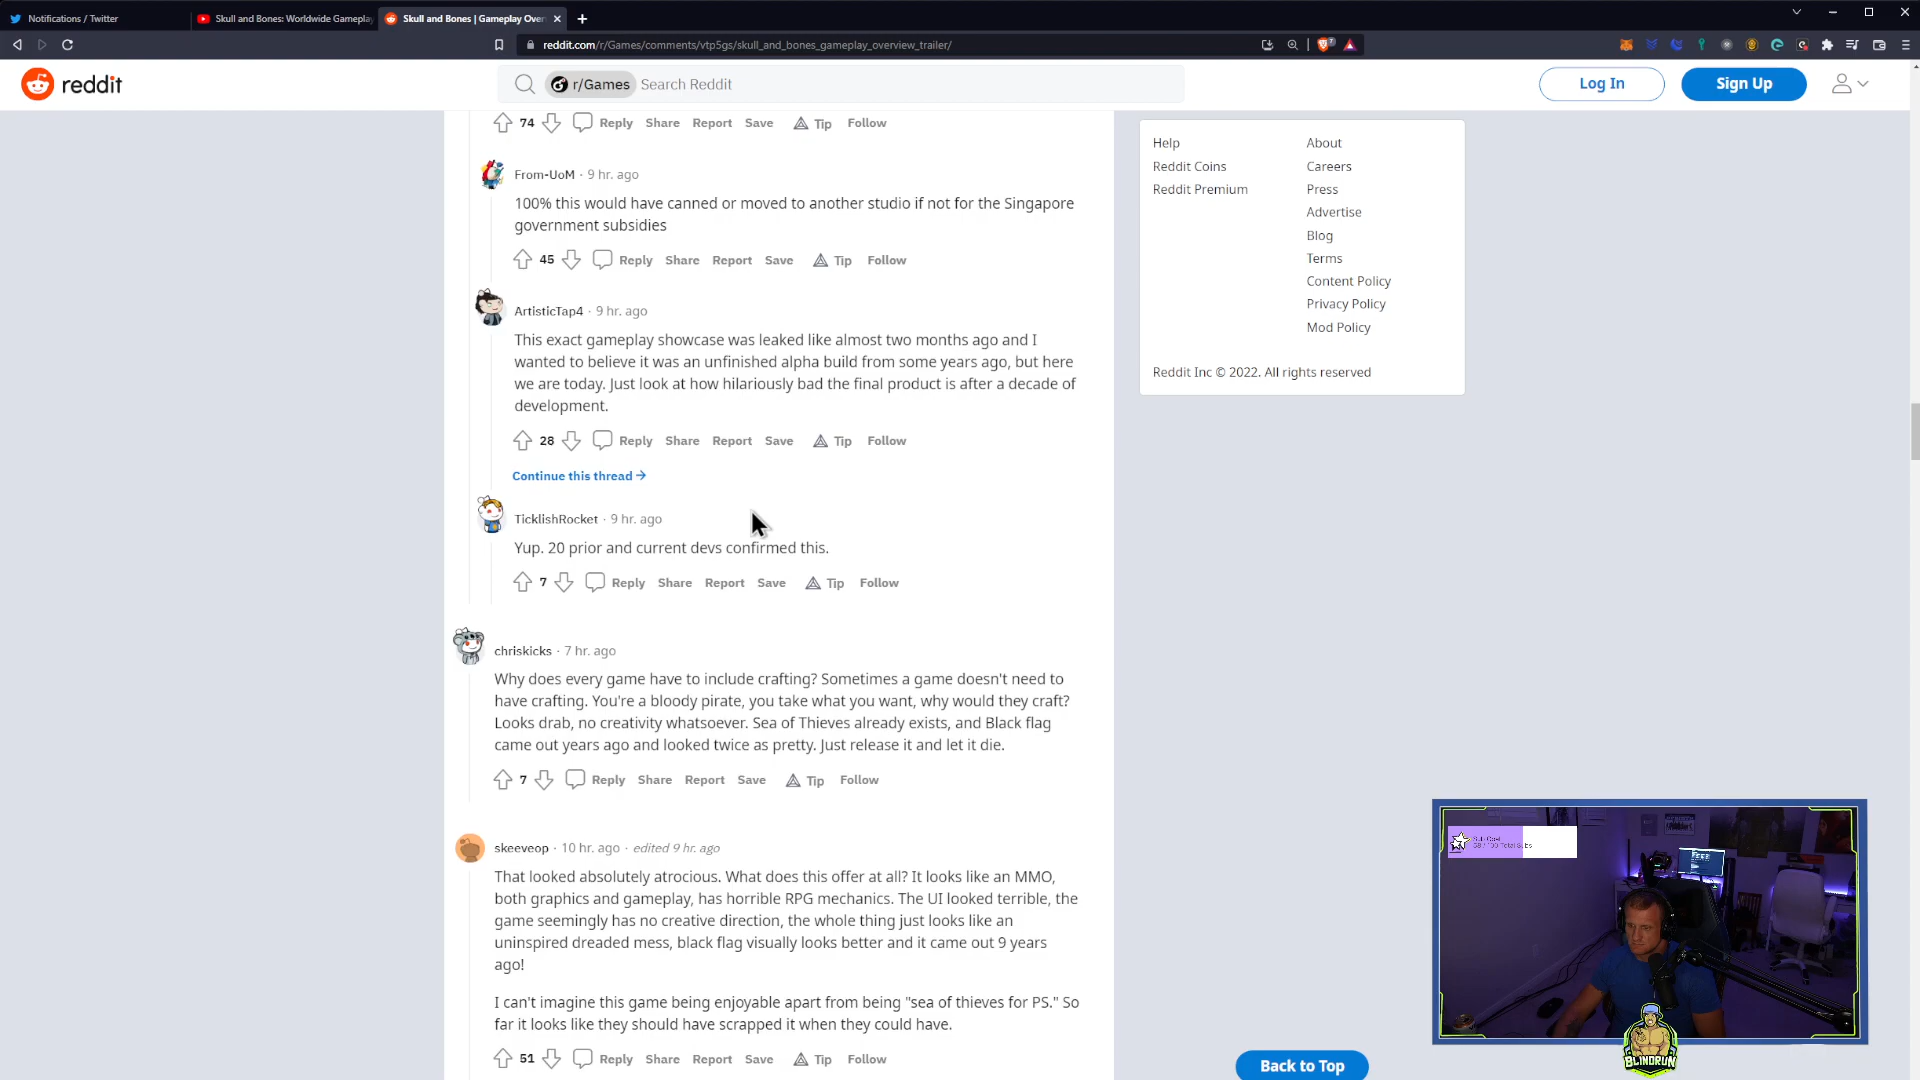 Notifications / Twitter
Skull and Bones: Worldwide Gameplay
Skull and Bones | Gameplay Over
reddit.com/r/Games/comments/vtp5gs/skull_and_bones_gameplay_overview_trailer/
reddit
r/Games Search Reddit
Log In
Sign Up
74 Reply Share Report Save Tip Follow
From-UoM · 9 hr. ago
100% this would have canned or moved to another studio if not for the Singapore
government subsidies
45 Reply Share Report Save Tip Follow
ArtisticTap4 · 9 hr. ago
This exact gameplay showcase was leaked like almost two months ago and I
wanted to believe it was an unfinished alpha build from some years ago, but here
we are today. Just look at how hilariously bad the final product is after a decade of
development.
28 Reply Share Report Save Tip Follow
Continue this thread →
TicklishRocket · 9 hr. ago
Yup. 20 prior and current devs confirmed this.
7 Reply Share Report Save Tip Follow
chriskicks · 7 hr. ago
Why does every game have to include crafting? Sometimes a game doesn't need to
have crafting. You're a bloody pirate, you take what you want, why would they craft?
Looks drab, no creativity whatsoever. Sea of Thieves already exists, and Black flag
came out years ago and looked twice as pretty. Just release it and let it die.
7 Reply Share Report Save Tip Follow
skeeveop · 10 hr. ago · edited 9 hr. ago
That looked absolutely atrocious. What does this offer at all? It looks like an MMO,
both graphics and gameplay, has horrible RPG mechanics. The UI looked terrible, the
game seemingly has no creative direction, the whole thing just looks like an
uninspired dreaded mess, black flag visually looks better and it came out 9 years
ago!
I can't imagine this game being enjoyable apart from being "sea of thieves for PS." So
far it looks like they should have scrapped it when they could have.
51 Reply Share Report Save Tip Follow
Help
About
Reddit Coins
Careers
Reddit Premium
Press
Advertise
Blog
Terms
Content Policy
Privacy Policy
Mod Policy
Reddit Inc © 2022. All rights reserved
Sub Goal
BLINDRUN
Back to Top